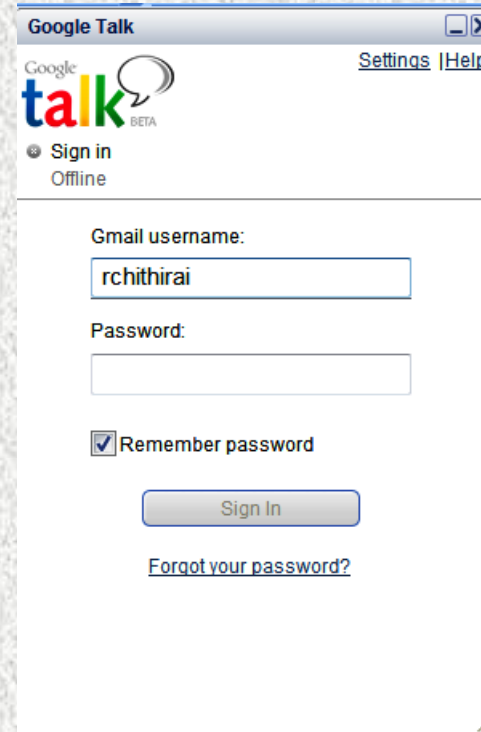 Google Talk
Settings |Help
Google
talk
BETA
Sign in
Offline
Gmail username:
rchithirai
Password:
Remember password
Sign In
Forgot your password?